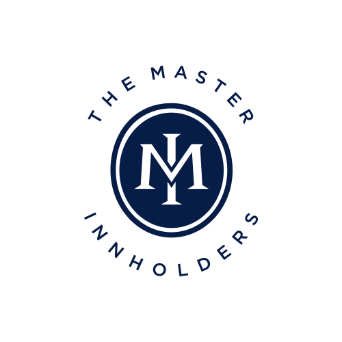 THE MASTER
IM
INNHOLDERS